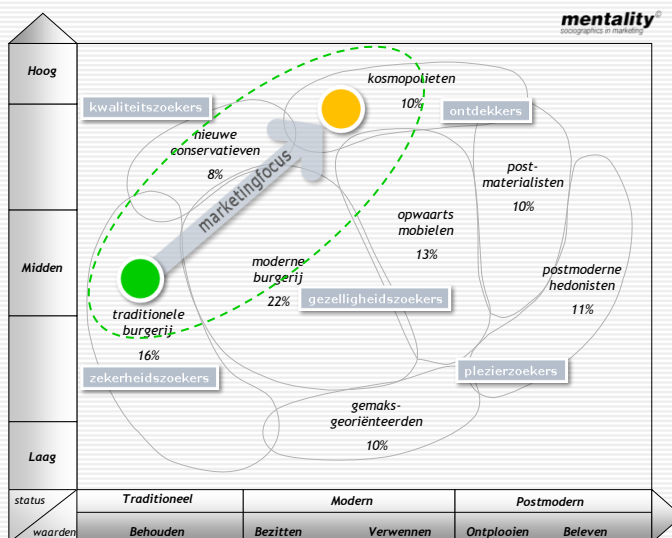 mentality©
sociographics in marketing
Hoog
kosmopolieten
10%
kwaliteitszoekers
ontdekkers
nieuwe
conservatieven
8%
marketingfocus
post-
materialisten
10%
opwaarts
mobielen
13%
Midden
moderne
burgerij
22%
gezelligheidszoekers
postmoderne
hedonisten
11%
traditionele
burgerij
16%
zekerheidszoekers
plezierzoekers
gemaks-
georiënteerden
10%
Laag
status
Traditioneel
Modern
Postmodern
waarden
Behouden
Bezitten
Verwennen
Ontplooien
Beleven